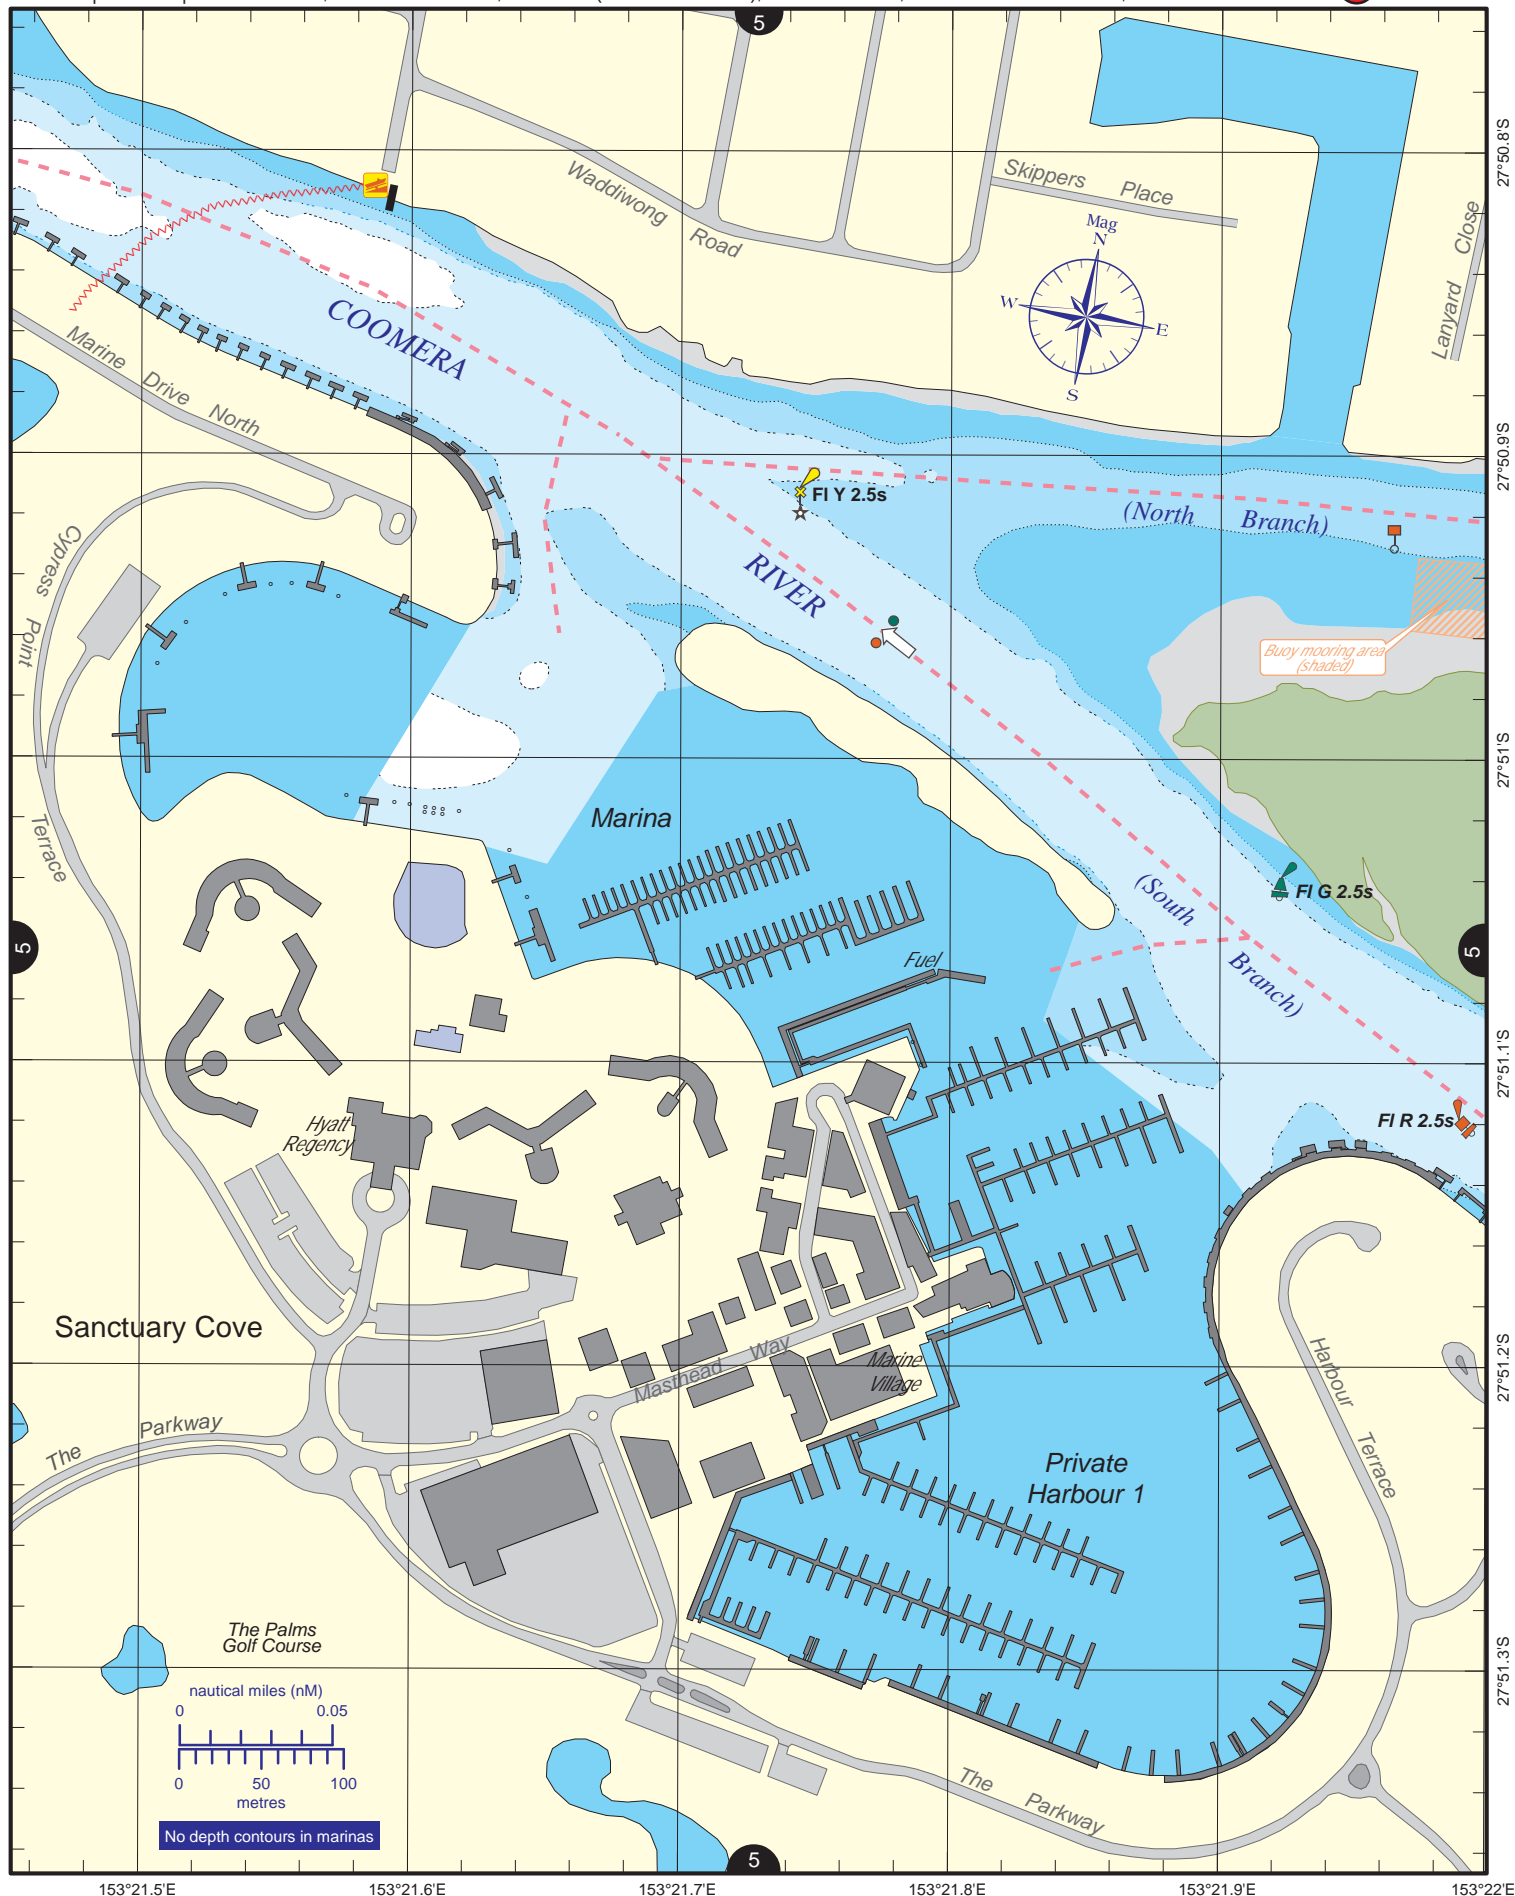 5
27°50.8'S
Skippers Place
Waddiwong Road
Mag
N
W
E
S
Lanyard Close
COOMERA
Marine Drive North
27°50.9'S
Fl Y 2.5s
(North Branch)
RIVER
Cypress Point Terrace
Buoy mooring area
(shaded)
27°51'S
Marina
Fl G 2.5s
(South Branch)
5
5
Fuel
27°51.1'S
Fl R 2.5s
Hyatt
Regency
Sanctuary Cove
Masthead Way
Marine
Village
27°51.2'S
Harbour Terrace
The Parkway
Private
Harbour 1
The Palms
Golf Course
27°51.3'S
nautical miles (nM)
0 0.05
0 50 100
metres
No depth contours in marinas
The Parkway
5
153°21.5'E 153°21.6'E 153°21.7'E 153°21.8'E 153°21.9'E 153°22'E